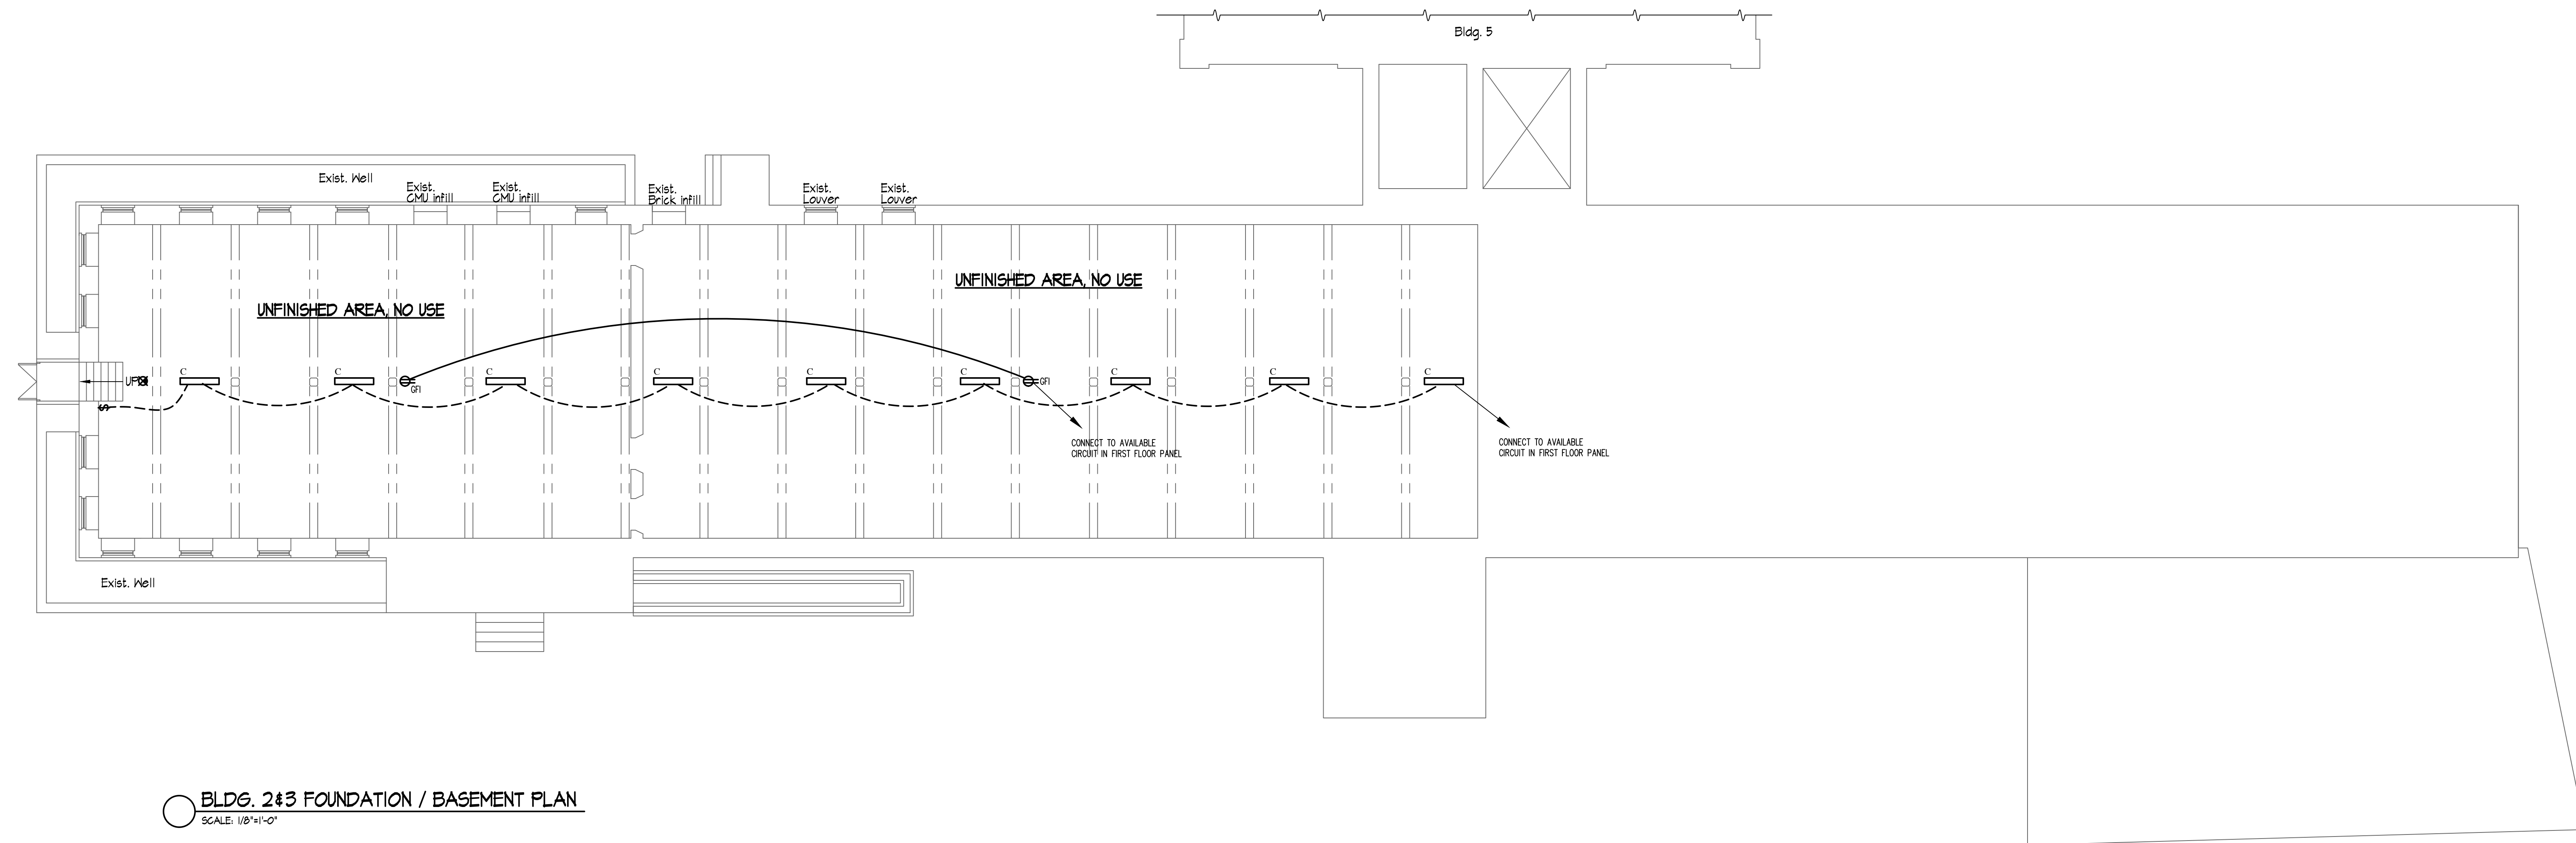 Bldg. 5
Exist. Well
Exist.
CMU infill
Exist.
CMU infill
Exist.
Brick infill
Exist.
Louver
Exist.
Louver
UNFINISHED AREA, NO USE
UNFINISHED AREA, NO USE
C
C
C
C
C
C
C
C
C
UP
GFI
GFI
$
CONNECT TO AVAILABLE
CIRCUIT IN FIRST FLOOR PANEL
CONNECT TO AVAILABLE
CIRCUIT IN FIRST FLOOR PANEL
Exist. Well
BLDG. 2&3 FOUNDATION / BASEMENT PLAN
SCALE: 1/8"=1'-0"